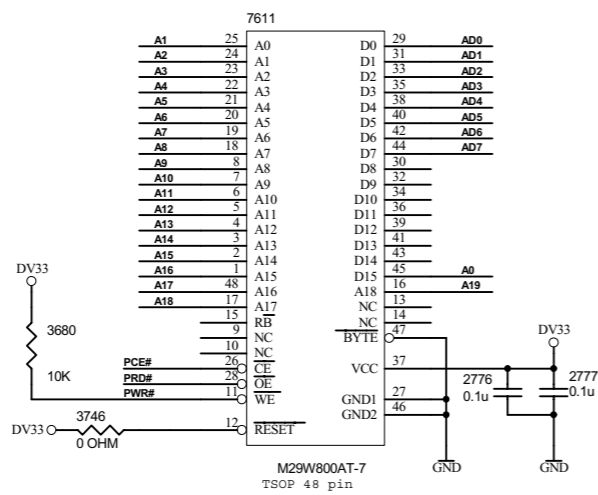 7611
A1 25 A0 D0 29 AD0
A2 24 A1 D1 31 AD1
A3 23 A2 D2 33 AD2
A4 22 A3 D3 35 AD3
A5 21 A4 D4 38 AD4
A6 20 A5 D5 40 AD5
A7 19 A6 D6 42 AD6
A8 18 A7 D7 44 AD7
A9 8 A8 D8 30
A10 7 A9 D9 32
A11 6 A10 D10 34
A12 5 A11 D10 36
A13 4 A12 D12 39
A14 3 A13 D13 41
A15 2 A14 D14 43
A16 1 A15 D15 45 A0
A17 48 A16 A18 16 A19
A18 17 A17 NC 13
15 RB NC 14
9 NC BYTE 47
10 NC
DV33
3680
10K
PCE# 26 CE VCC 37
PRD# 28 OE
PWR# 11 WE GND1 27
GND2 46
DV33 3746 12 RESET
0 OHM
DV33
2776 2777
0.1u 0.1u
GND GND
M29W800AT-7
TSOP 48 pin